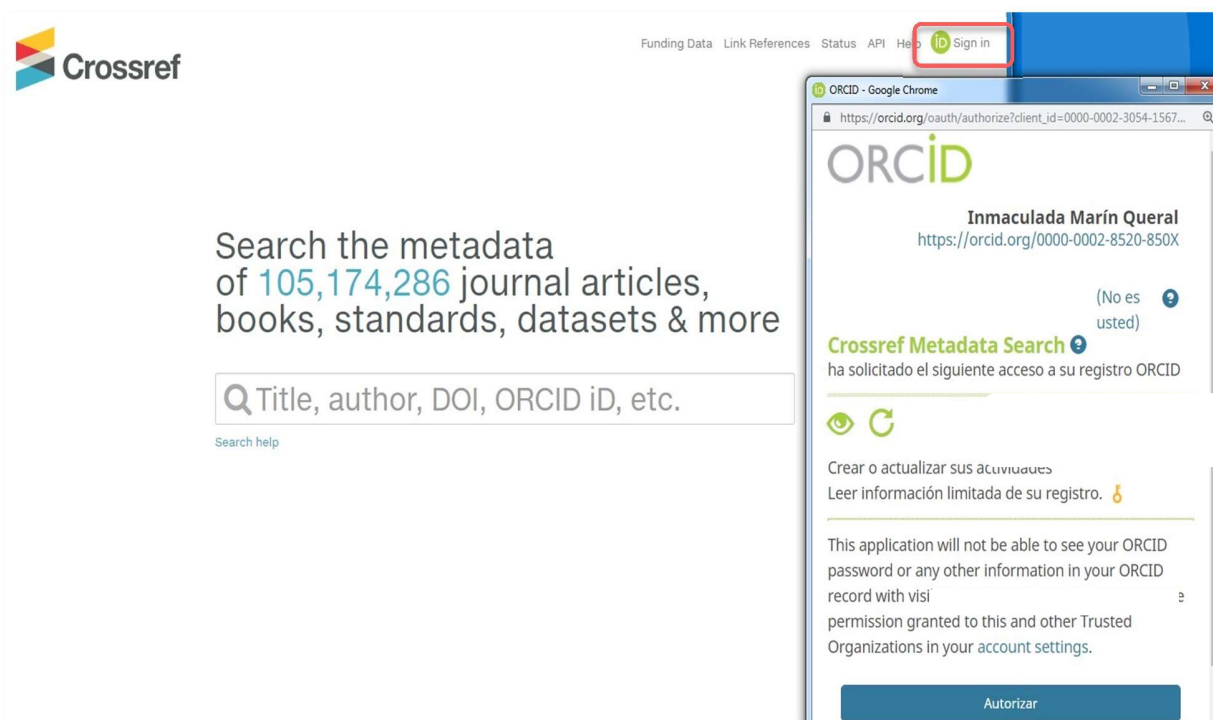 Crossref
Funding Data Link References Status API Help iD Sign in
Search the metadata
of 105,174,286 journal articles,
books, standards, datasets & more
Title, author, DOI, ORCID iD, etc.
Search help
ORCID - Google Chrome
https://orcid.org/oauth/authorize?client_id=0000-0002-3054-1567...
ORCiD
Inmaculada Marín Queral
https://orcid.org/0000-0002-8520-850X
(No es
usted)
Crossref Metadata Search
ha solicitado el siguiente acceso a su registro ORCID
Crear o actualizar sus actividades
Leer información limitada de su registro.
This application will not be able to see your ORCID
password or any other information in your ORCID
record with
permission granted to this and other Trusted
Organizations in your account settings.
Autorizar